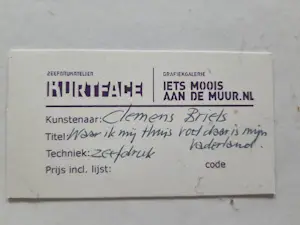 ZEEFDRUKATELIER
KURTFACE
GRAFIEKGALERIE
IETS MOOIS
AAN DE MUUR.NL
Kunstenaar: Clemens Briels
Titel: Waar ik mij thuis voel daar is mijn
vaderland.
Techniek: zeefdruk
Prijs incl. lijst: code